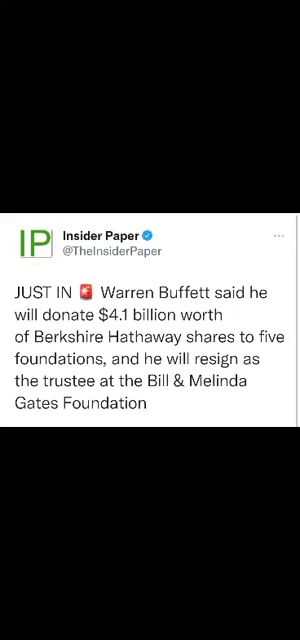 IP Insider Paper
@TheInsiderPaper
JUST IN 🚨 Warren Buffett said he
will donate $4.1 billion worth
of Berkshire Hathaway shares to five
foundations, and he will resign as
the trustee at the Bill & Melinda
Gates Foundation